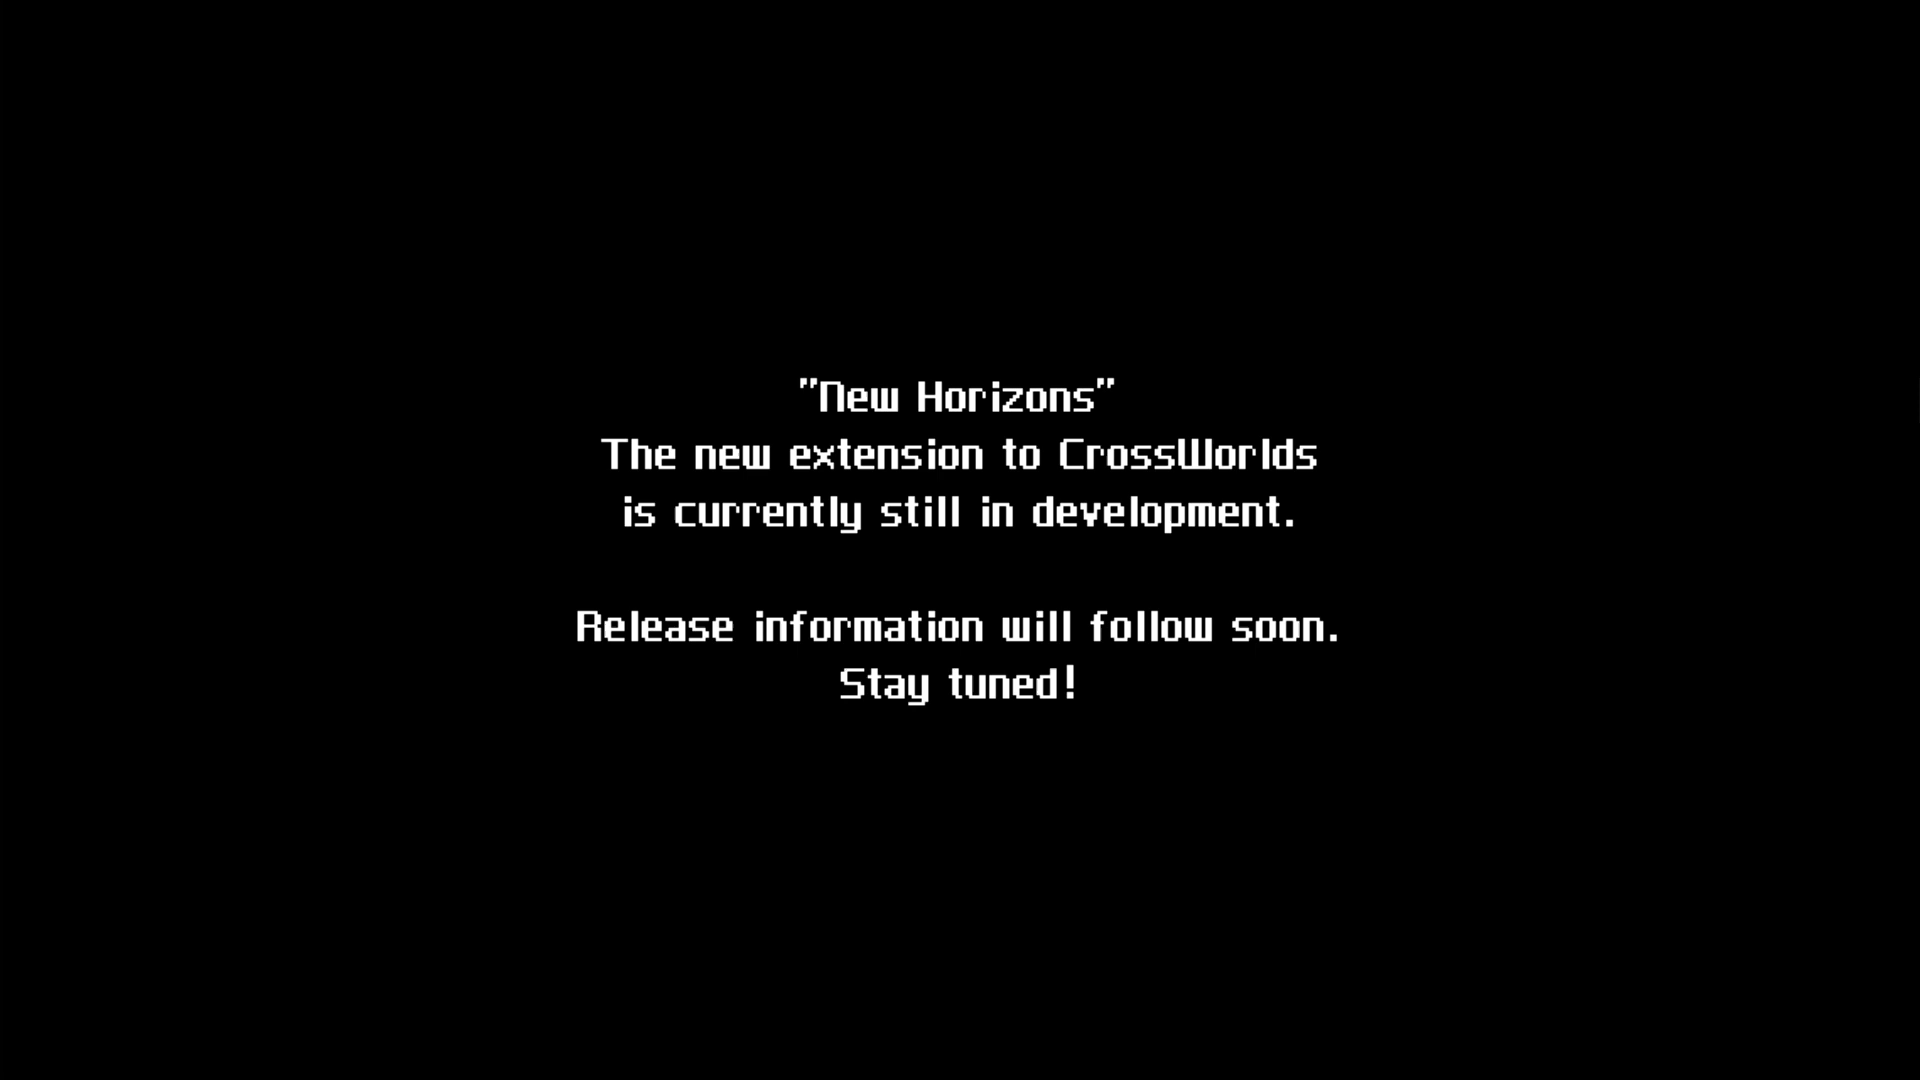 "New Horizons"
The new extension to CrossWorlds
is currently still in development.
Release information will follow soon.
Stay tuned!